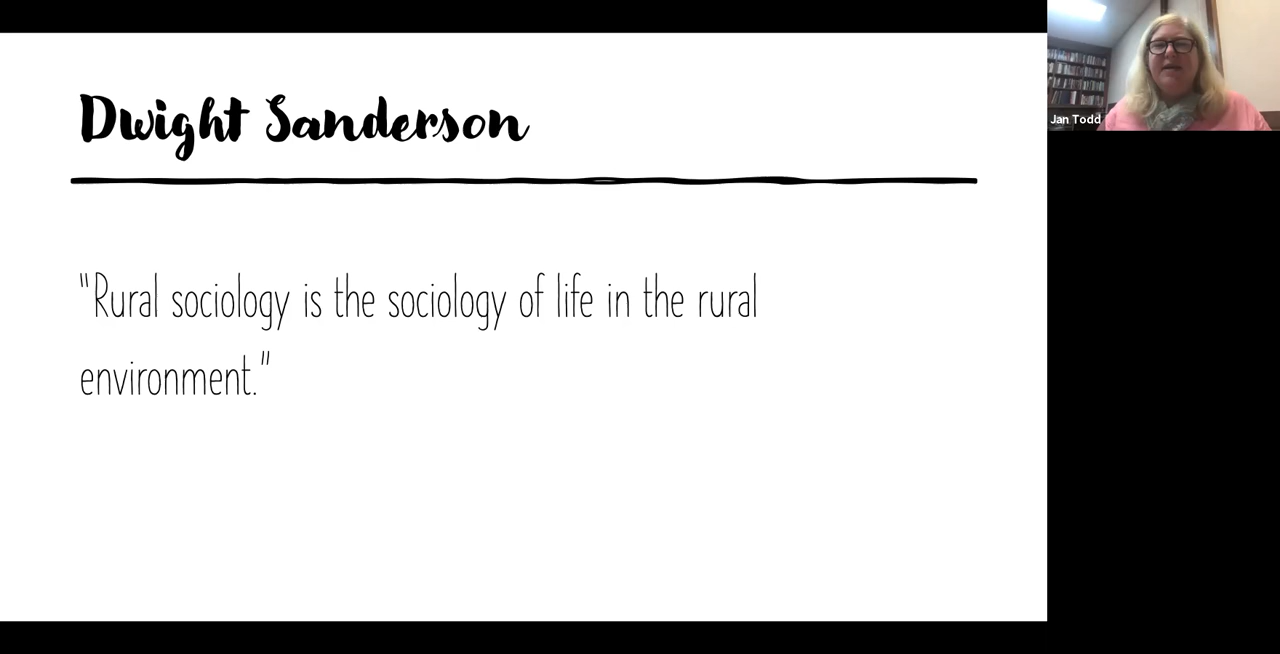 Dwight Sanderson
"Rural sociology is the sociology of life in the rural
environment."
Jan Todd